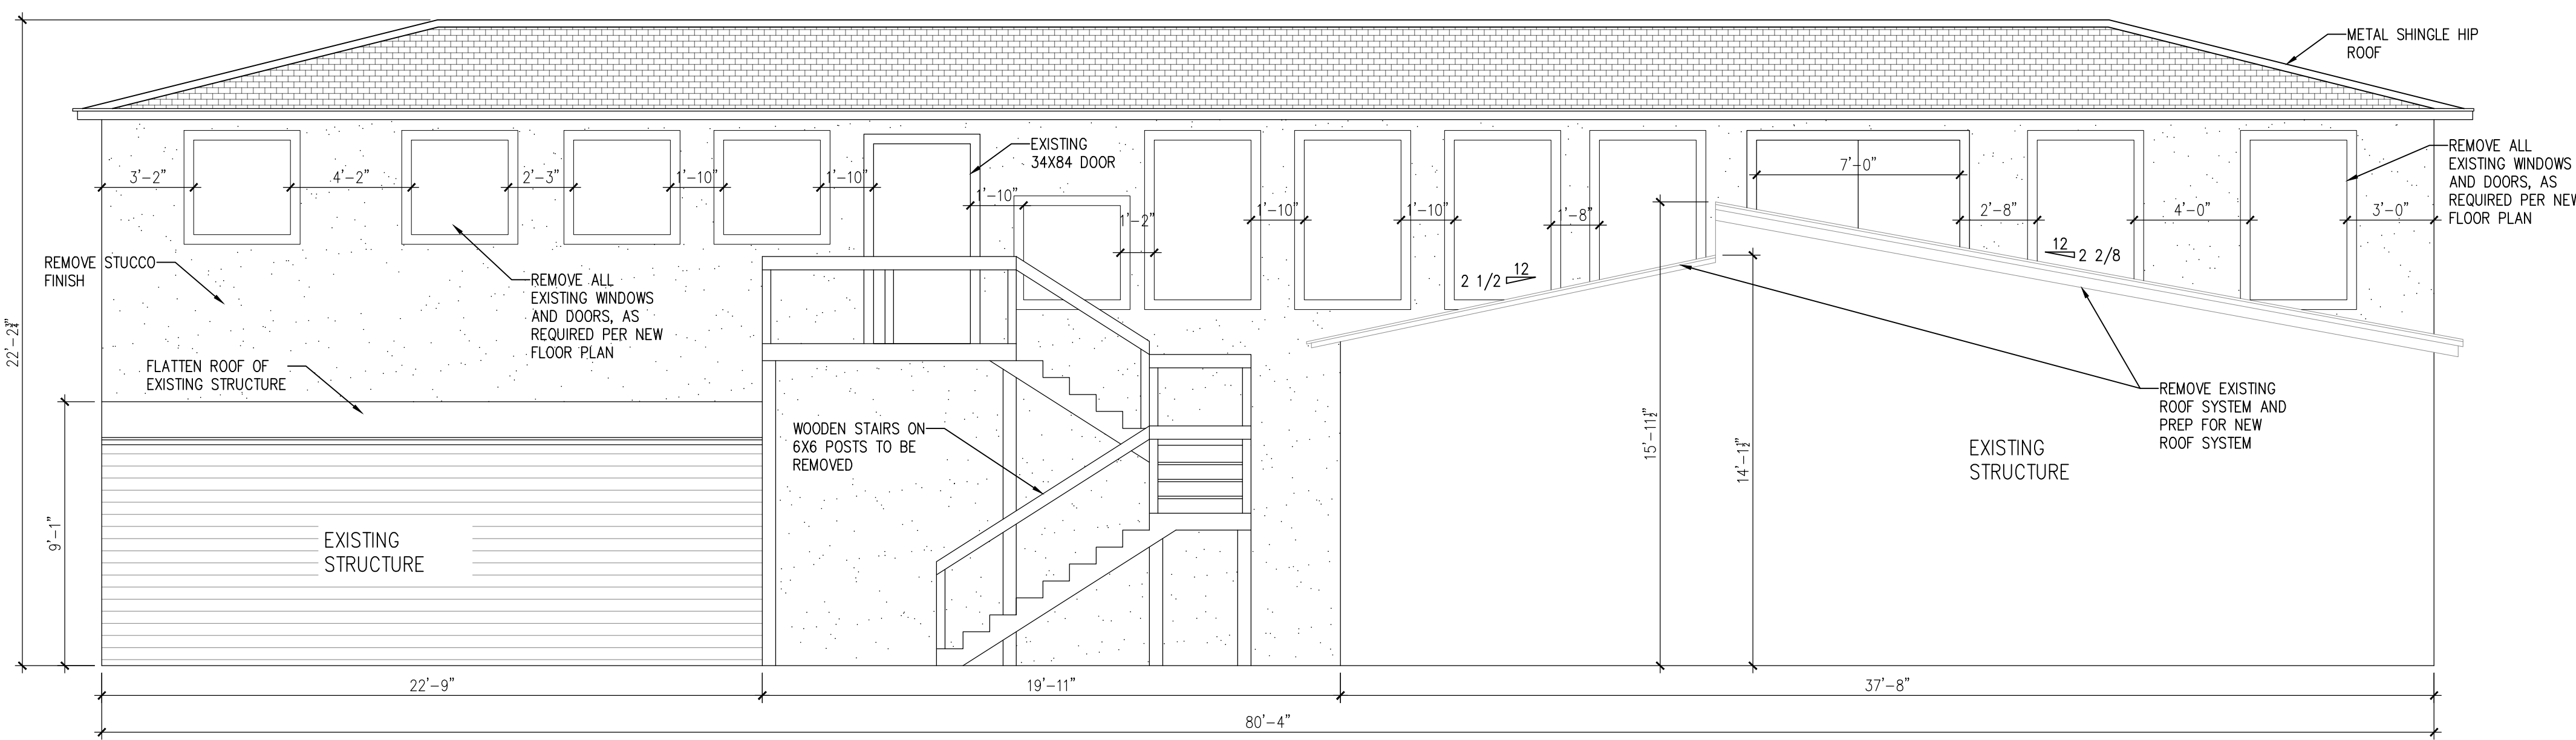 METAL SHINGLE HIP
ROOF
EXISTING
34X84 DOOR
REMOVE ALL
EXISTING WINDOWS
AND DOORS, AS
REQUIRED PER NEW
FLOOR PLAN
3'-2"
4'-2"
2'-3"
1'-10"
1'-10"
1'-10"
1'-2"
1'-10"
1'-10"
1'-8"
7'-0"
2'-8"
4'-0"
3'-0"
REMOVE STUCCO
FINISH
REMOVE ALL
EXISTING WINDOWS
AND DOORS, AS
REQUIRED PER NEW
FLOOR PLAN
12
2 1/2
12
2 2/8
22'-2¾"
FLATTEN ROOF OF
EXISTING STRUCTURE
WOODEN STAIRS ON
6X6 POSTS TO BE
REMOVED
REMOVE EXISTING
ROOF SYSTEM AND
PREP FOR NEW
ROOF SYSTEM
15'-11½"
14'-1½"
EXISTING
STRUCTURE
9'-1"
EXISTING
STRUCTURE
22'-9"
19'-11"
37'-8"
80'-4"